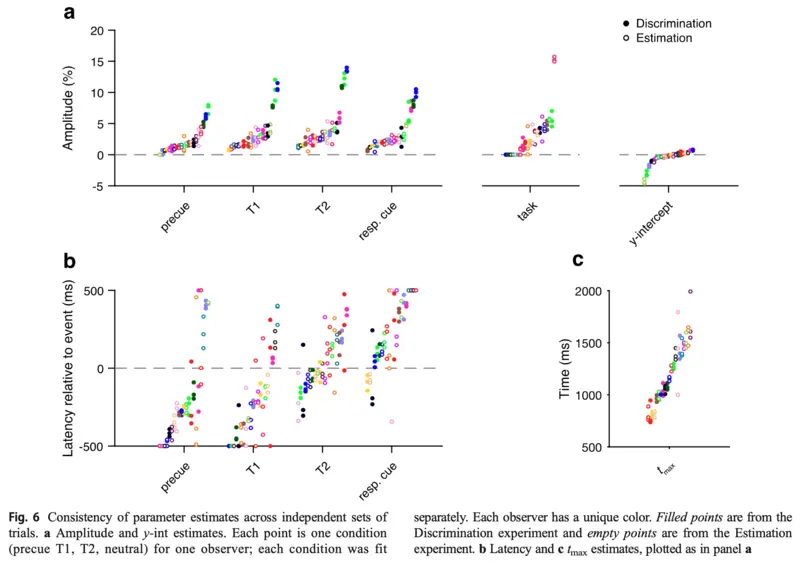 a
Discrimination
Estimation
Amplitude (%)
20
15
10
5
0
-5
precue
T1
T2
resp. cue
task
y-intercept
b
Latency relative to event (ms)
500
0
-500
precue
T1
T2
resp. cue
c
Time (ms)
2000
1500
1000
500
tmax
Fig. 6 Consistency of parameter estimates across independent sets of
trials. a Amplitude and y-int estimates. Each point is one condition
(precue T1, T2, neutral) for one observer; each condition was fit
separately. Each observer has a unique color. Filled points are from the
Discrimination experiment and empty points are from the Estimation
experiment. b Latency and c tmax estimates, plotted as in panel a